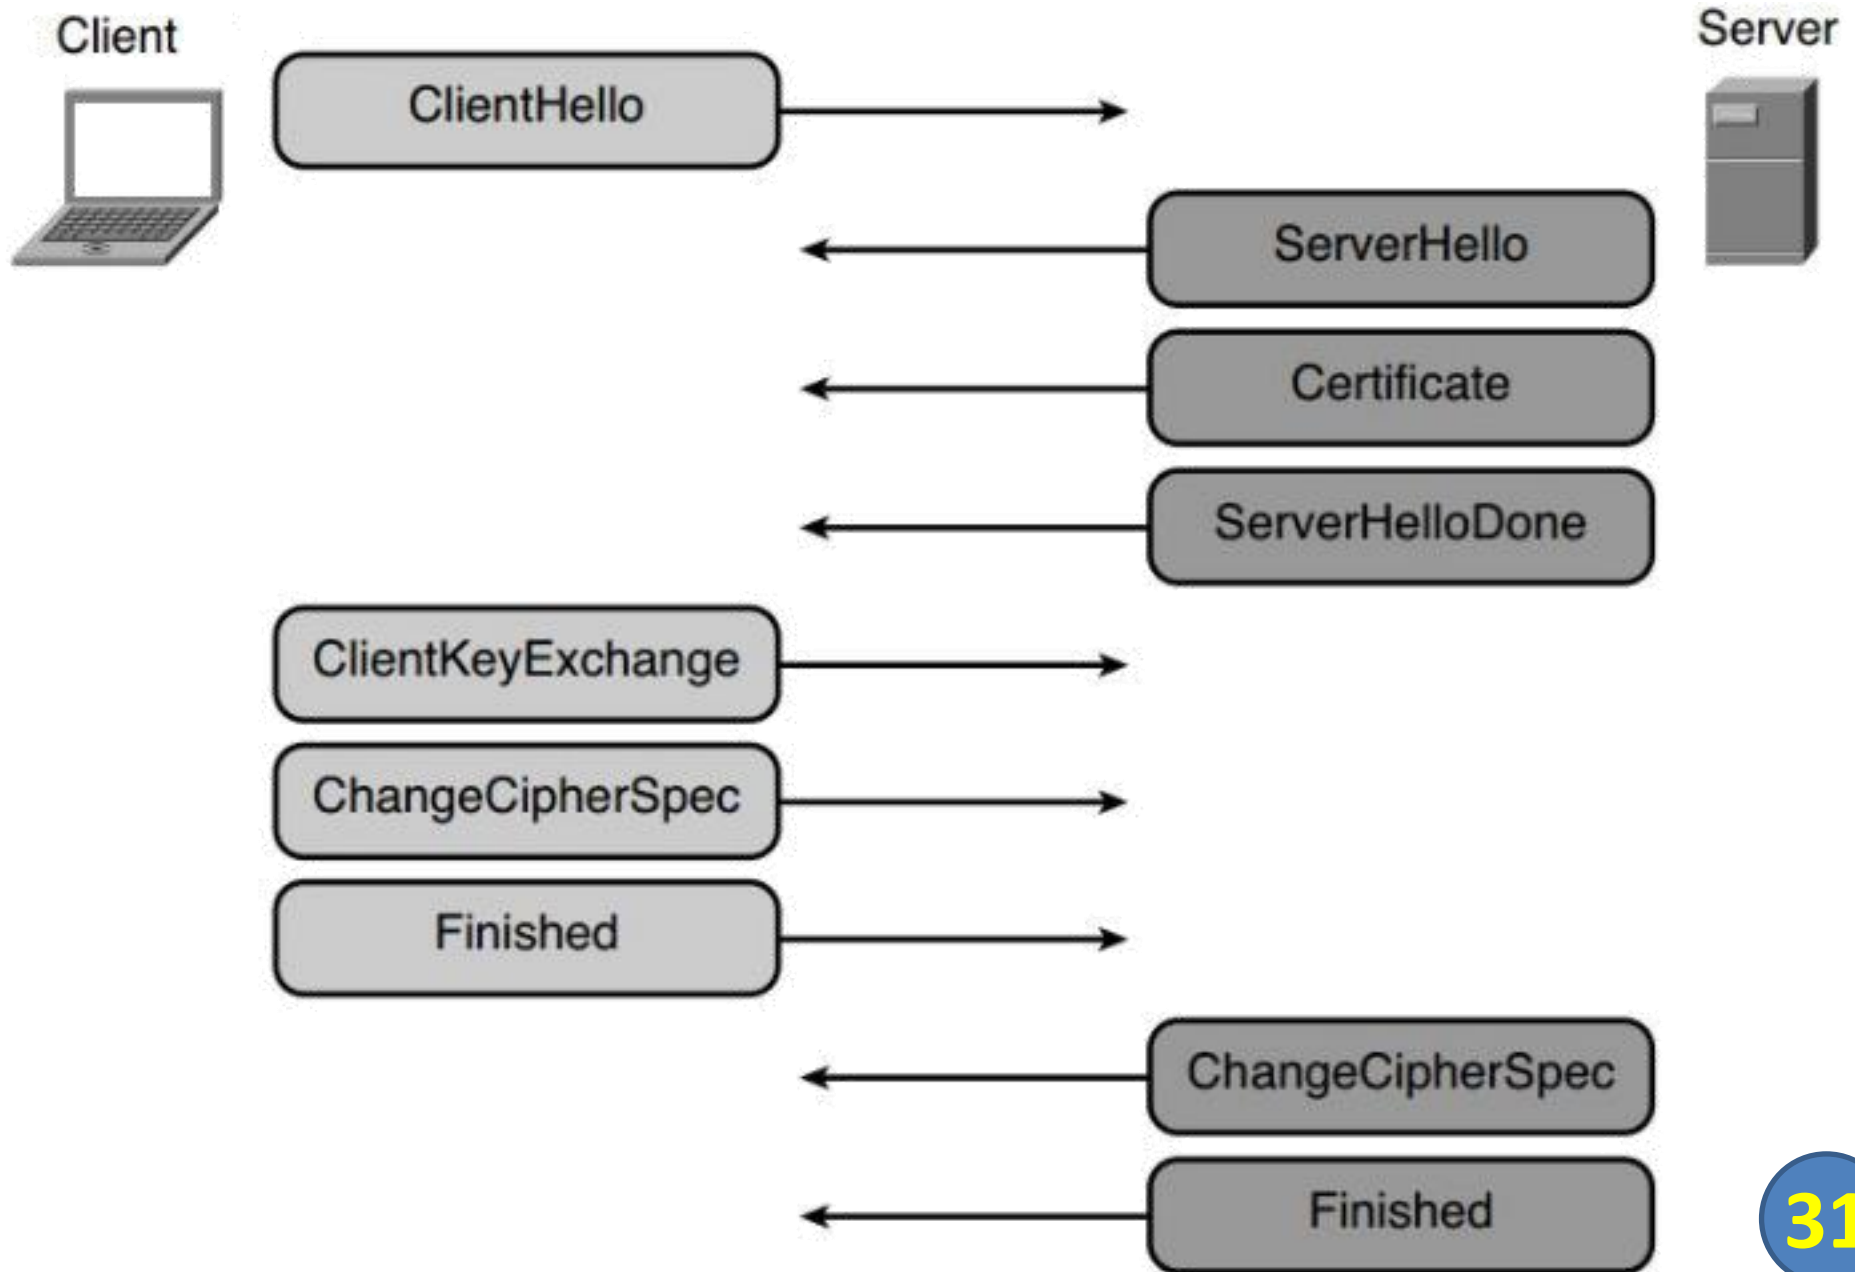 Client
Server
ClientHello
ServerHello
Certificate
ServerHelloDone
ClientKeyExchange
ChangeCipherSpec
Finished
ChangeCipherSpec
Finished
31